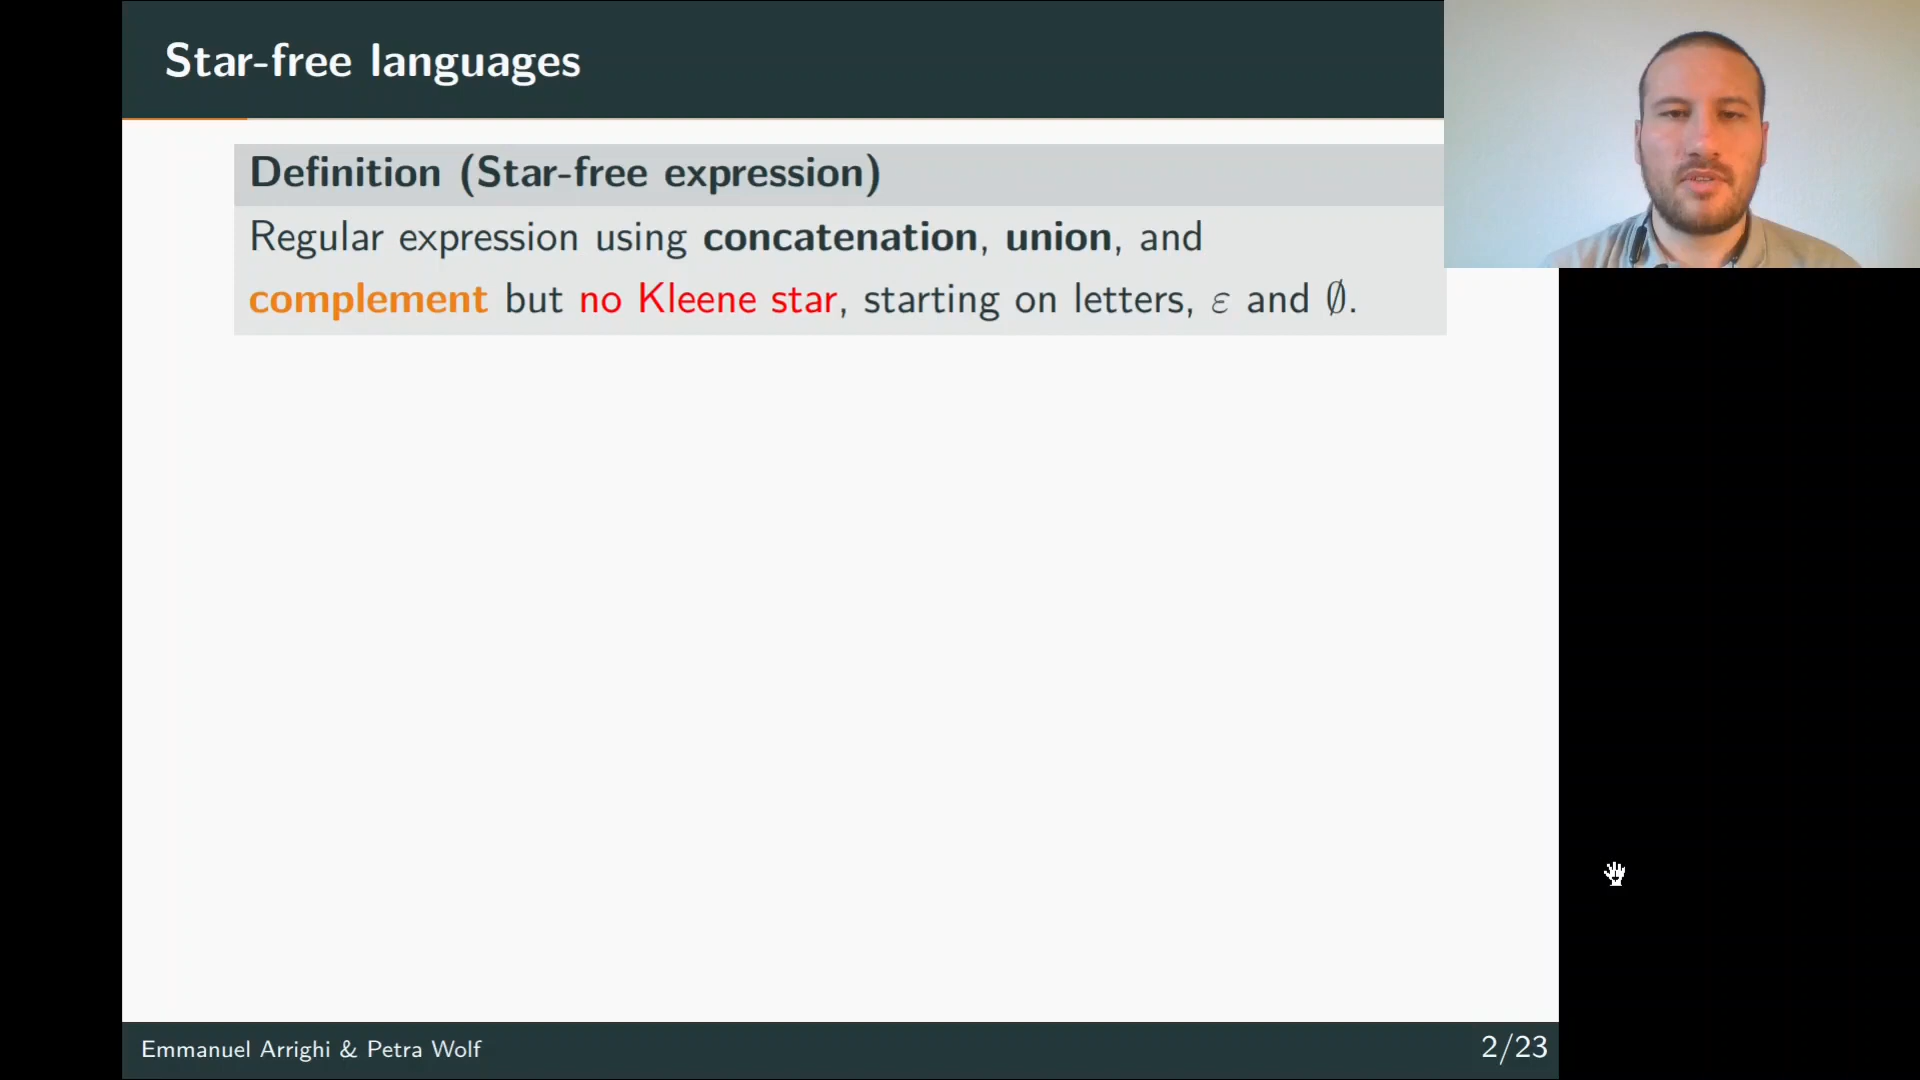 Star-free languages
Definition (Star-free expression)
Regular expression using concatenation, union, and
complement but no Kleene star, starting on letters, ε and ∅.
Emmanuel Arrighi & Petra Wolf
2/23